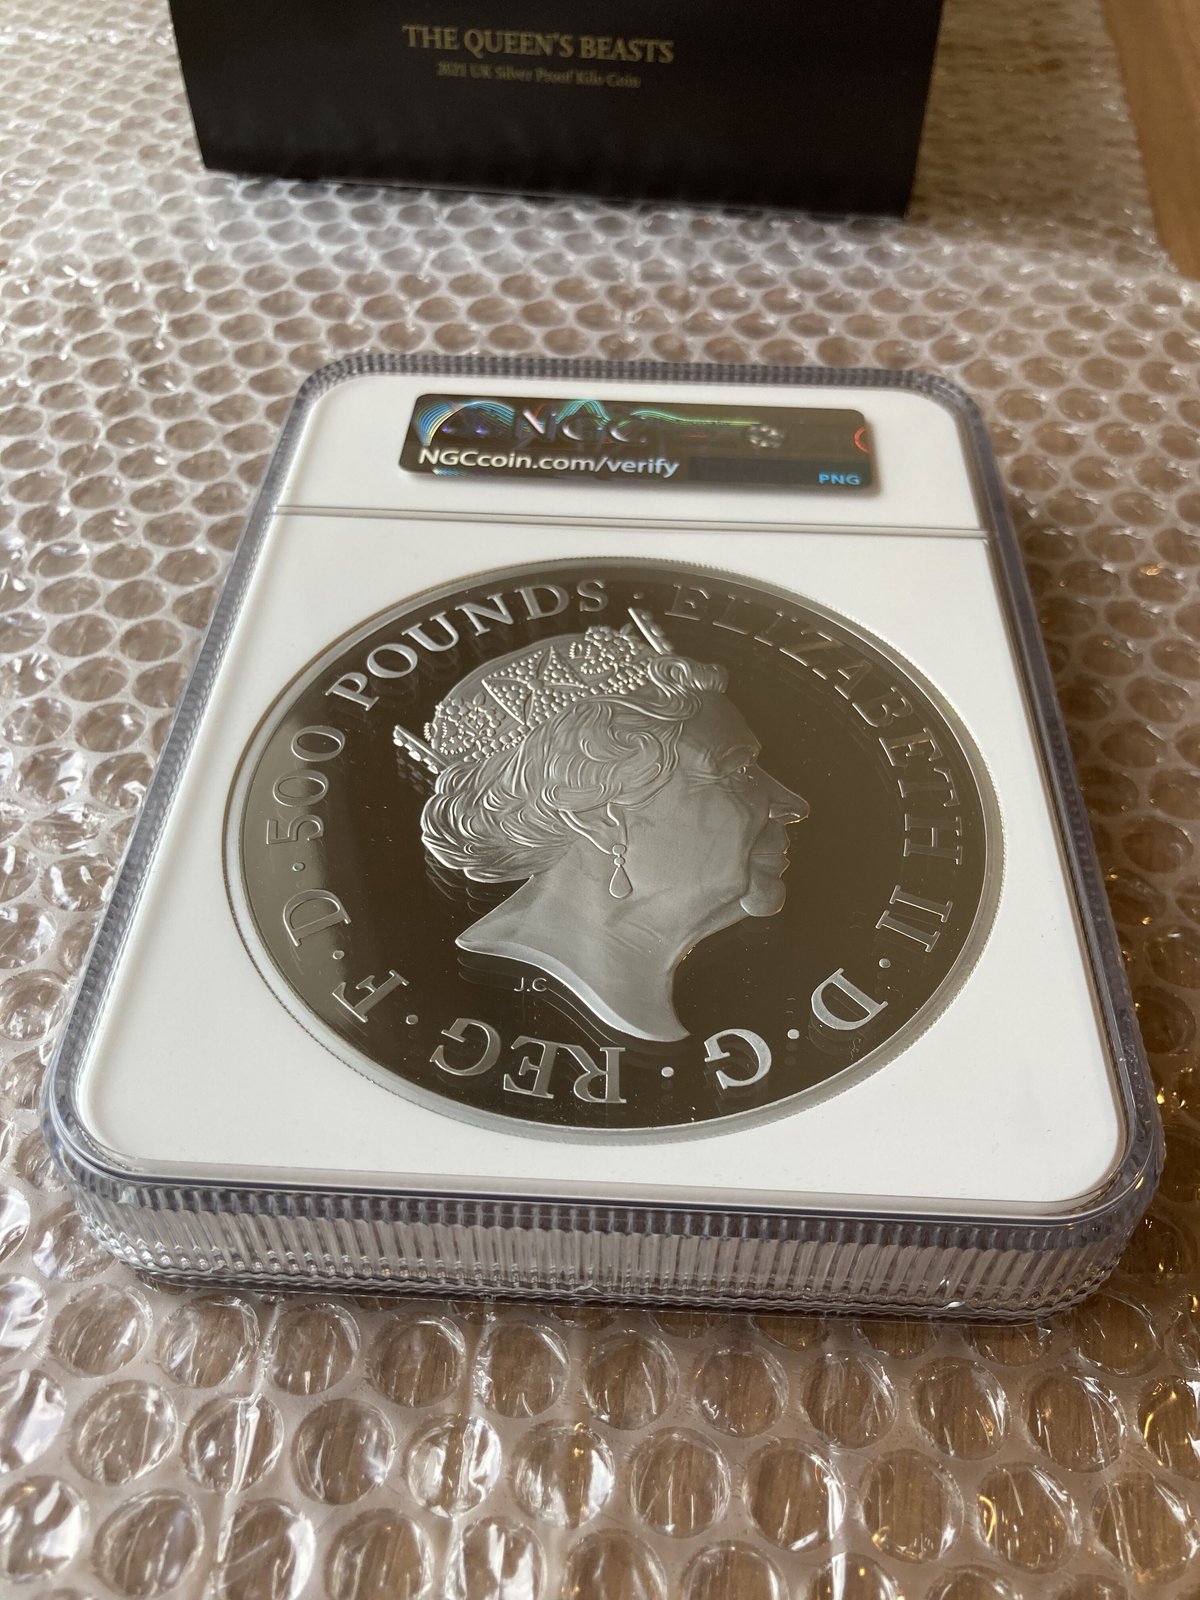 THE QUEEN'S BEASTS
2021 UK Silver Proof Kilo Coin
NGC
NGCcoin.com/verify
PNG
ELIZABETH II · D · G · REG · F · D · 500 POUNDS ·
J.C